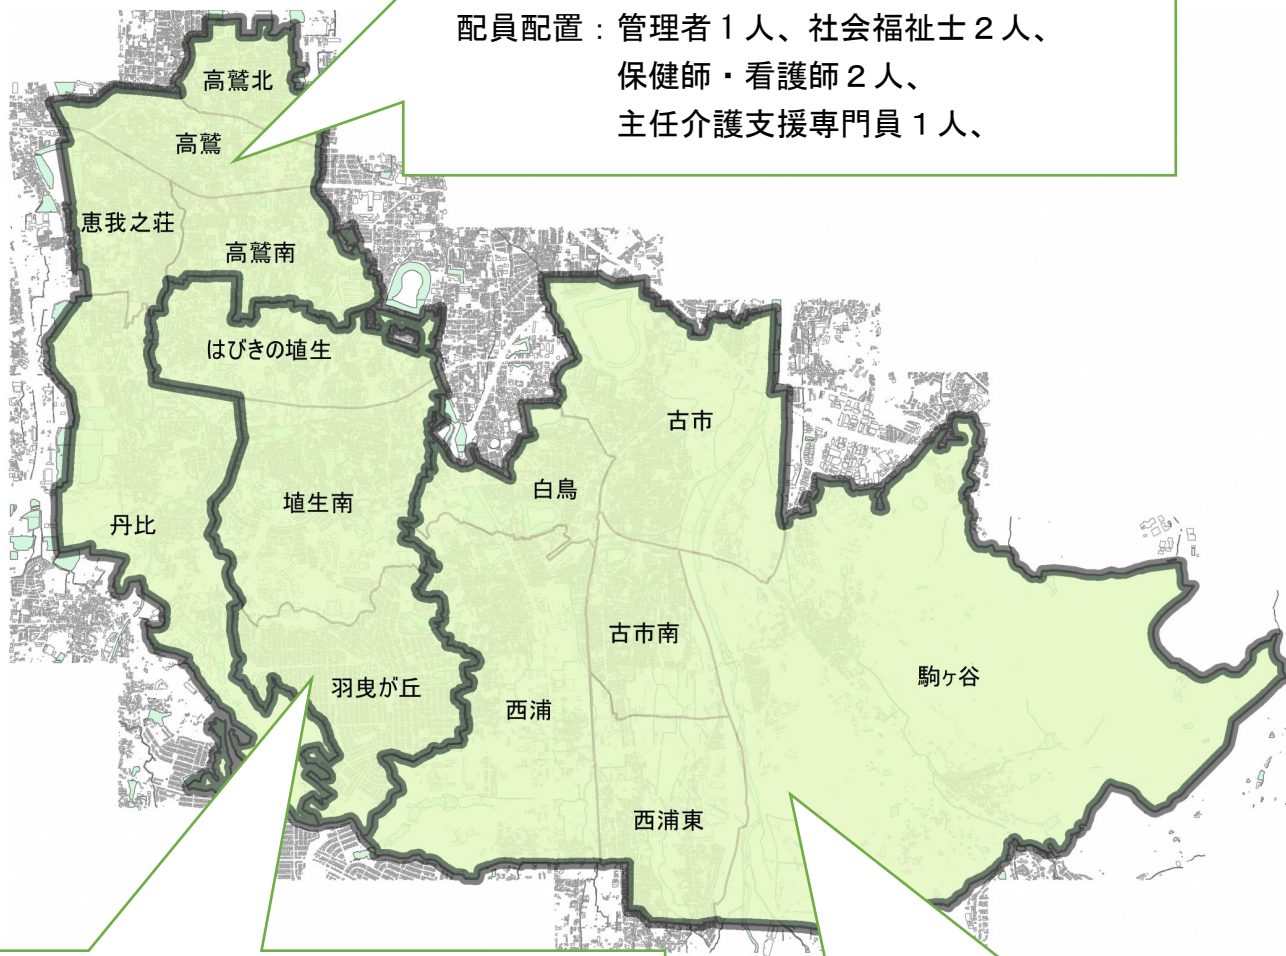 配員配置：管理者１人、社会福祉士２人、
保健師・看護師２人、
主任介護支援専門員１人、
高鷲北
高鷲
恵我之荘
高鷲南
はびきの埴生
古市
白鳥
埴生南
丹比
古市南
駒ヶ谷
羽曳が丘
西浦
西浦東